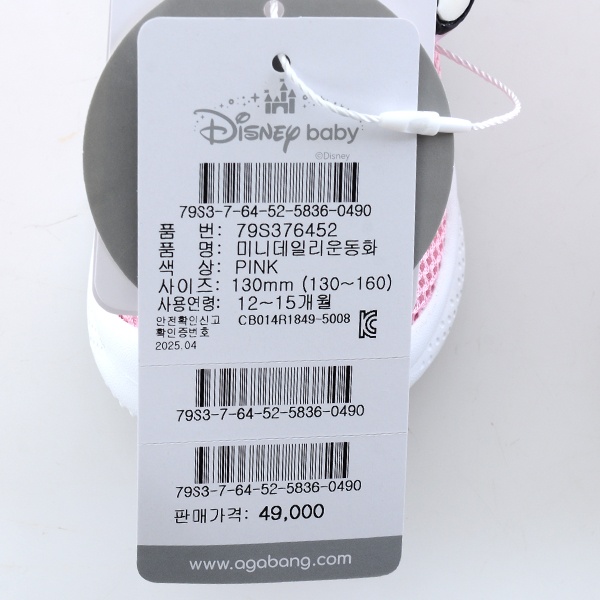 Disney baby
©Disney
79S3-7-64-52-5836-0490
품 번: 79S376452
품 명: 미니데일리운동화
색 상: PINK
사이즈: 130mm (130~160)
사용연령: 12~15개월
안전확인신고
확인증번호 CB014R1849-5008
2025.04
79S3-7-64-52-5836-0490
79S3-7-64-52-5836-0490
판매가격: 49,000
www.agabang.com